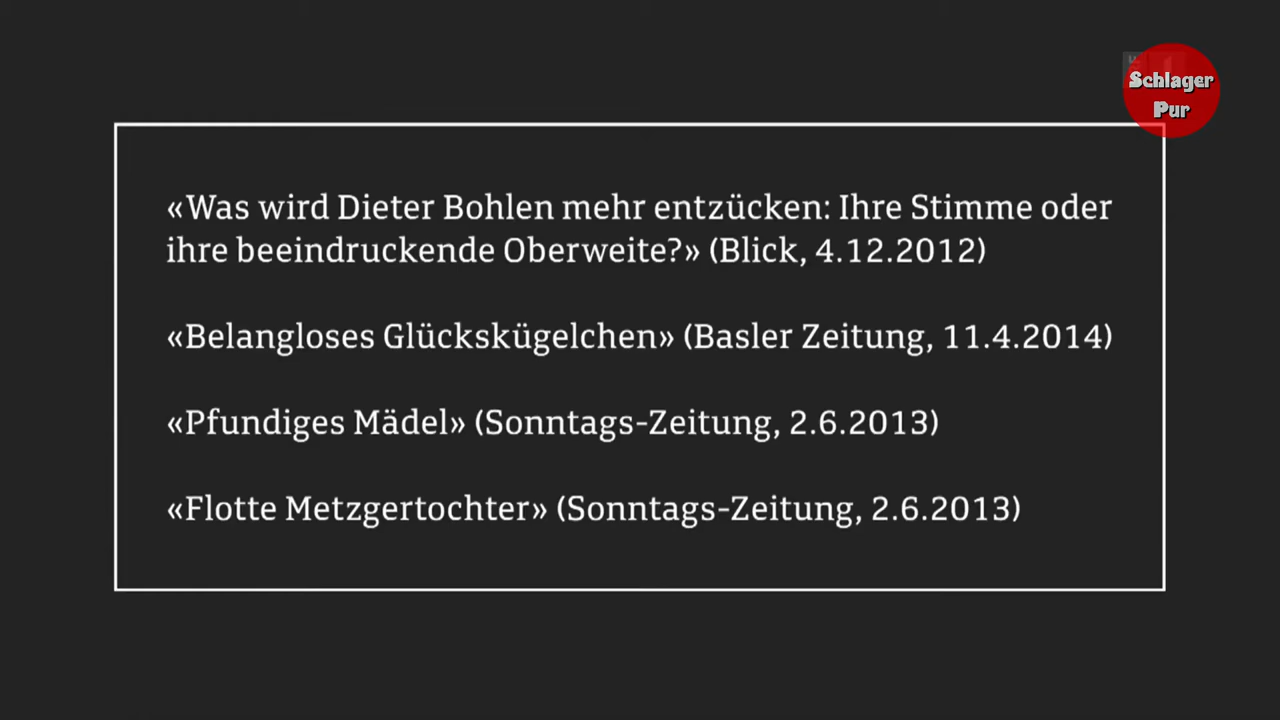 Schlager
Pur
«Was wird Dieter Bohlen mehr entzücken: Ihre Stimme oder
ihre beeindruckende Oberweite?» (Blick, 4.12.2012)
«Belangloses Glückskügelchen» (Basler Zeitung, 11.4.2014)
«Pfundiges Mädel» (Sonntags-Zeitung, 2.6.2013)
«Flotte Metzgertochter» (Sonntags-Zeitung, 2.6.2013)